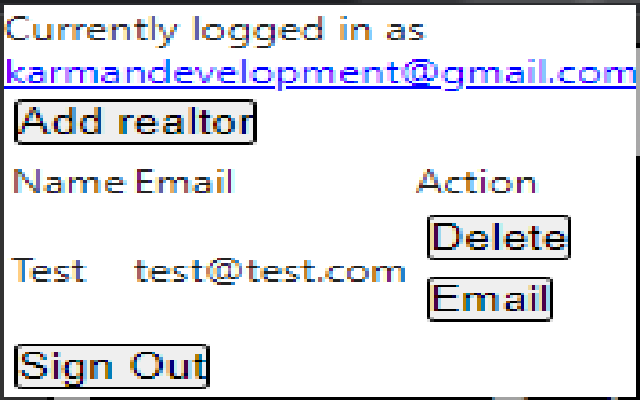 Currently logged in as
karmandevelopment@gmail.com
Add realtor
Name Email Action
Delete
Test test@test.com
Email
Sign Out